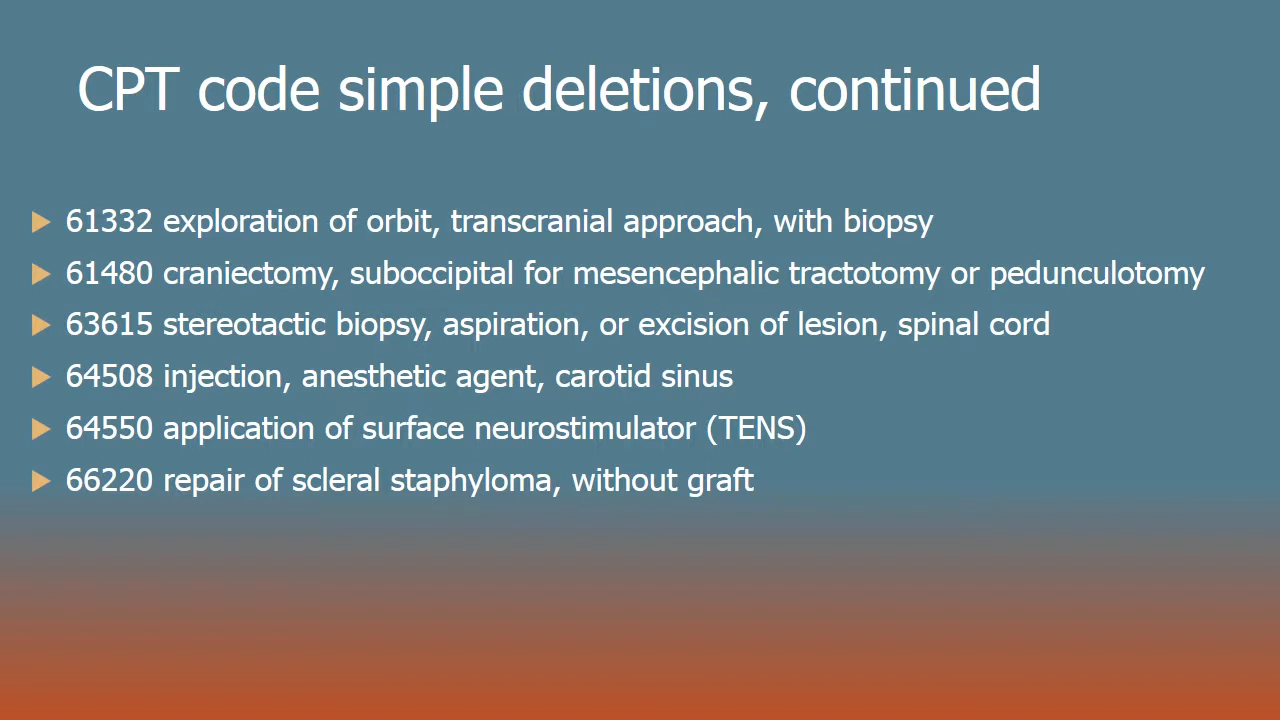 CPT code simple deletions, continued
61332 exploration of orbit, transcranial approach, with biopsy
61480 craniectomy, suboccipital for mesencephalic tractotomy or pedunculotomy
63615 stereotactic biopsy, aspiration, or excision of lesion, spinal cord
64508 injection, anesthetic agent, carotid sinus
64550 application of surface neurostimulator (TENS)
66220 repair of scleral staphyloma, without graft